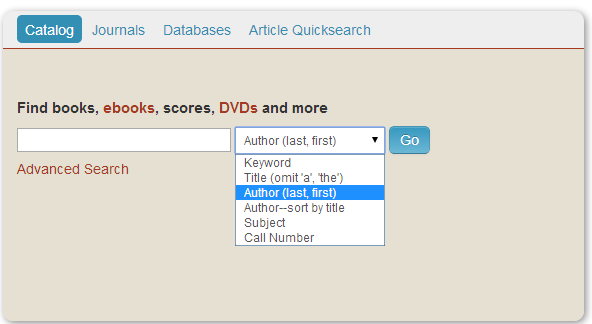 Catalog Journals Databases Article Quicksearch
Find books, ebooks, scores, DVDs and more
Author (last, first) Go
Advanced Search
Keyword
Title (omit 'a', 'the')
Author (last, first)
Author--sort by title
Subject
Call Number